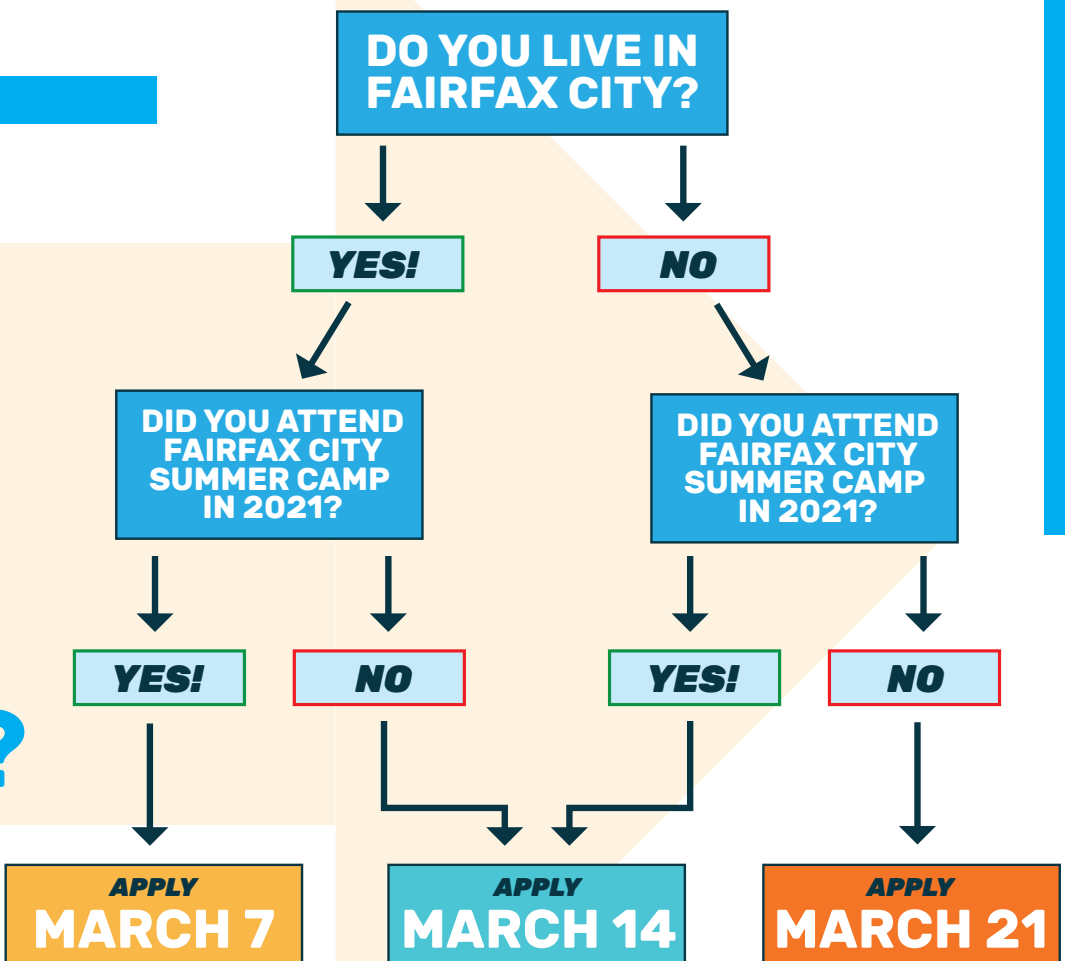 DO YOU LIVE IN
FAIRFAX CITY?
YES!
NO
DID YOU ATTEND
FAIRFAX CITY
SUMMER CAMP
IN 2021?
DID YOU ATTEND
FAIRFAX CITY
SUMMER CAMP
IN 2021?
YES!
NO
YES!
NO
?
APPLY
MARCH 7
APPLY
MARCH 14
APPLY
MARCH 21